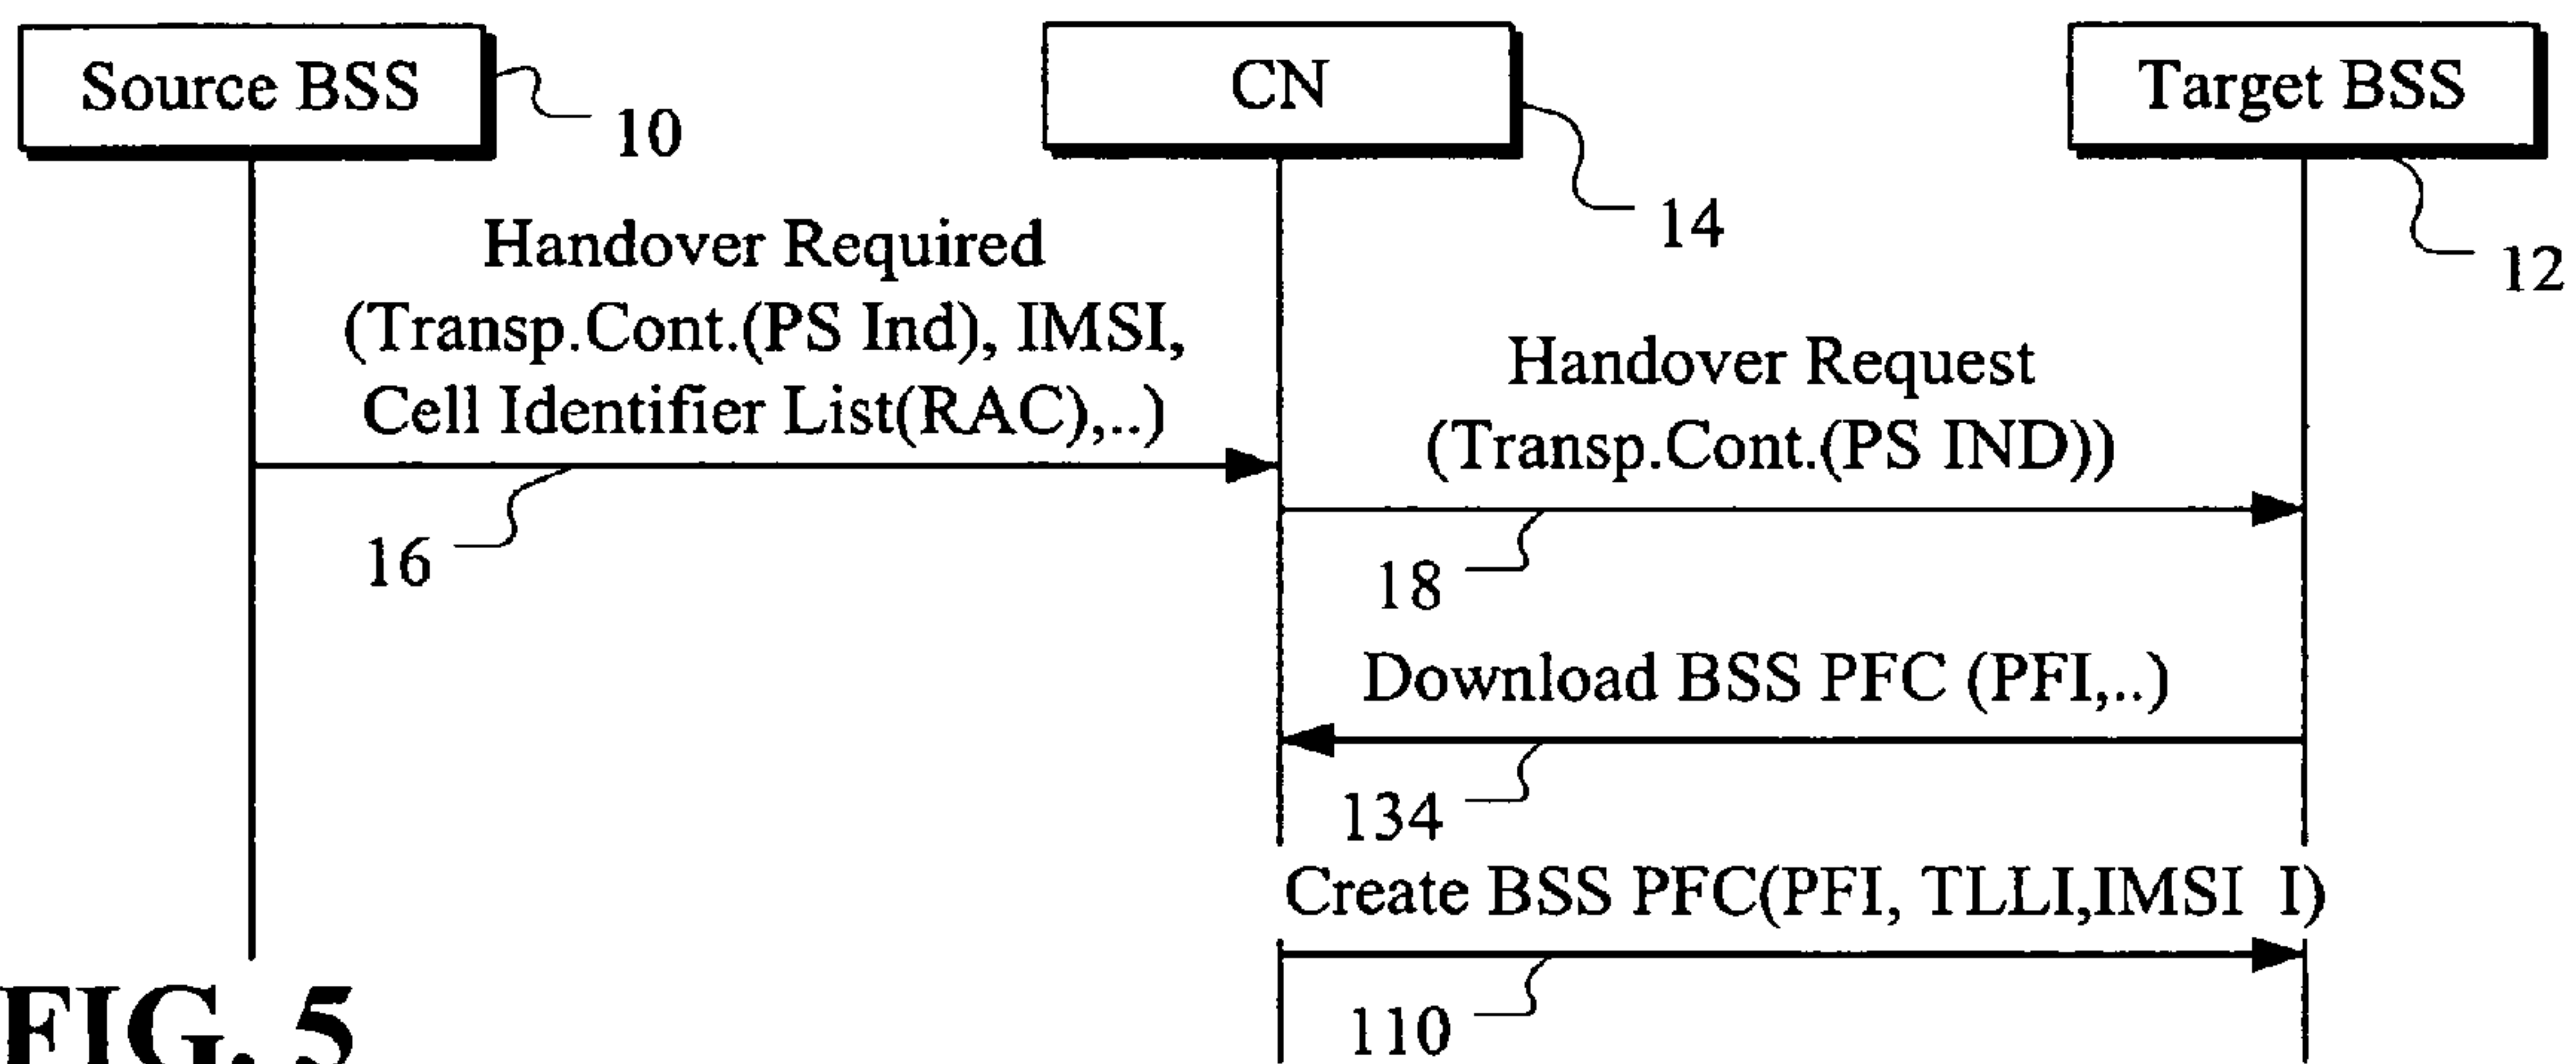 Source BSS
10
CN
14
Target BSS
12
Handover Required
(Transp.Cont.(PS Ind), IMSI,
Cell Identifier List(RAC),..)
16
Handover Request
(Transp.Cont.(PS IND))
18
Download BSS PFC (PFI,..)
134
Create BSS PFC(PFI, TLLI,IMSI I)
110
FIG. 5